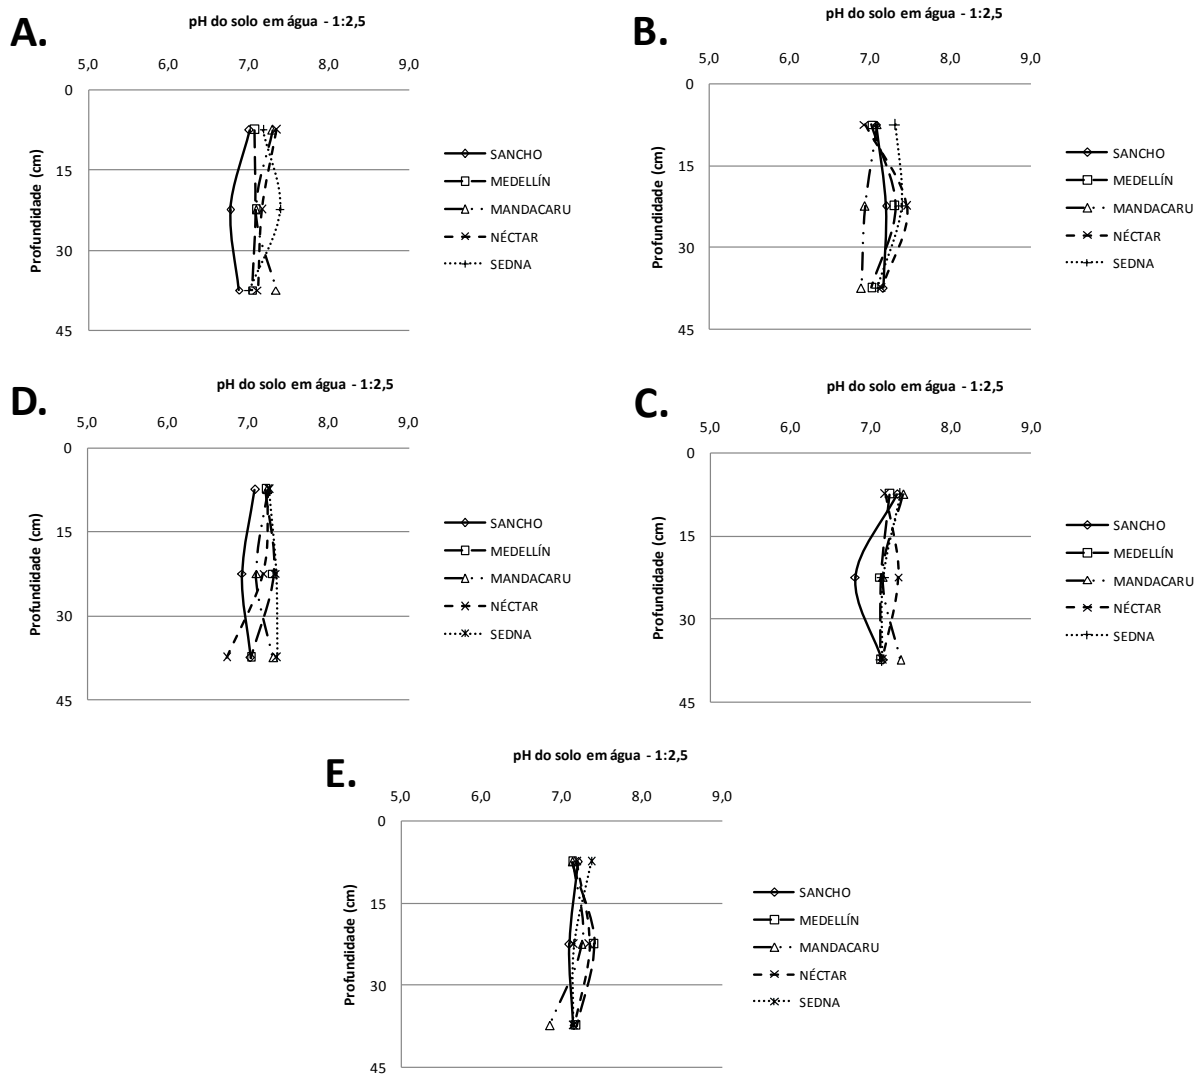 A.
pH do solo em água - 1:2,5
5,0 6,0 7,0 8,0 9,0
0
15
30
45
Profundidade (cm)
SANCHO
MEDELLÍN
MANDACARU
NÉCTAR
SEDNA
B.
pH do solo em água - 1:2,5
5,0 6,0 7,0 8,0 9,0
0
15
30
45
Profundidade (cm)
SANCHO
MEDELLÍN
MANDACARU
NÉCTAR
SEDNA
D.
pH do solo em água - 1:2,5
5,0 6,0 7,0 8,0 9,0
0
15
30
45
Profundidade (cm)
SANCHO
MEDELLÍN
MANDACARU
NÉCTAR
SEDNA
C.
pH do solo em água - 1:2,5
5,0 6,0 7,0 8,0 9,0
0
15
30
45
Profundidade (cm)
SANCHO
MEDELLÍN
MANDACARU
NÉCTAR
SEDNA
E.
pH do solo em água - 1:2,5
5,0 6,0 7,0 8,0 9,0
0
15
30
45
Profundidade (cm)
SANCHO
MEDELLÍN
MANDACARU
NÉCTAR
SEDNA